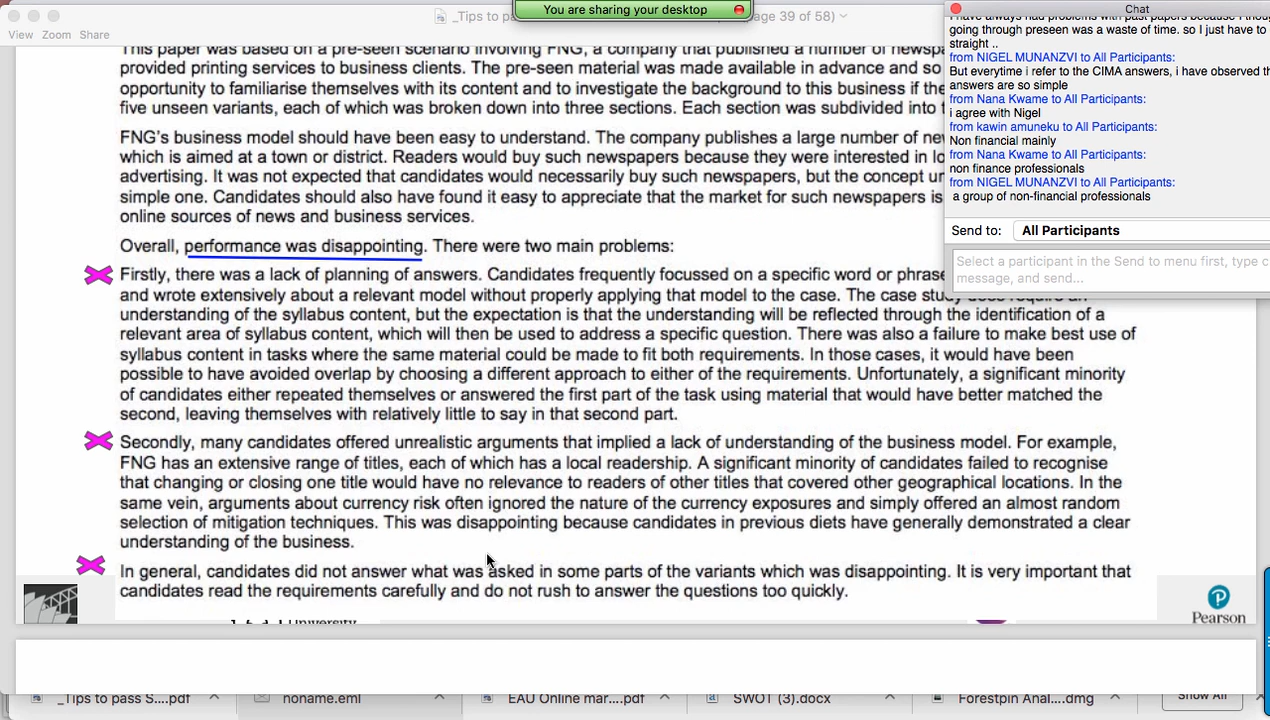 You are sharing your desktop
_Tips to pa
age 39 of 58)
View Zoom Share
This paper was based on a pre-seen scenario involving FNG, a company that published a number of newspa
provided printing services to business clients. The pre-seen material was made available in advance and so
opportunity to familiarise themselves with its content and to investigate the background to this business if the
five unseen variants, each of which was broken down into three sections. Each section was subdivided into
FNG's business model should have been easy to understand. The company publishes a large number of nev
which is aimed at a town or district. Readers would buy such newspapers because they were interested in lo
advertising. It was not expected that candidates would necessarily buy such newspapers, but the concept un
simple one. Candidates should also have found it easy to appreciate that the market for such newspapers is
online sources of news and business services.
Overall, performance was disappointing. There were two main problems:
Firstly, there was a lack of planning of answers. Candidates frequently focussed on a specific word or phrase
and wrote extensively about a relevant model without properly applying that model to the case. The case study does require an
understanding of the syllabus content, but the expectation is that the understanding will be reflected through the identification of a
relevant area of syllabus content, which will then be used to address a specific question. There was also a failure to make best use of
syllabus content in tasks where the same material could be made to fit both requirements. In those cases, it would have been
possible to have avoided overlap by choosing a different approach to either of the requirements. Unfortunately, a significant minority
of candidates either repeated themselves or answered the first part of the task using material that would have better matched the
second, leaving themselves with relatively little to say in that second part.
Secondly, many candidates offered unrealistic arguments that implied a lack of understanding of the business model. For example,
FNG has an extensive range of titles, each of which has a local readership. A significant minority of candidates failed to recognise
that changing or closing one title would have no relevance to readers of other titles that covered other geographical locations. In the
same vein, arguments about currency risk often ignored the nature of the currency exposures and simply offered an almost random
selection of mitigation techniques. This was disappointing because candidates in previous diets have generally demonstrated a clear
understanding of the business.
In general, candidates did not answer what was asked in some parts of the variants which was disappointing. It is very important that
candidates read the requirements carefully and do not rush to answer the questions too quickly.
University
Pearson
Chat
I have always had problems with past papers because I thou
going through preseen was a waste of time. so I just have to
straight ..
from NIGEL MUNANZVI to All Participants:
But everytime i refer to the CIMA answers, i have observed th
answers are so simple
from Nana Kwame to All Participants:
i agree with Nigel
from kawin amuneku to All Participants:
Non financial mainly
from Nana Kwame to All Participants:
non finance professionals
from NIGEL MUNANZVI to All Participants:
a group of non-financial professionals
Send to: All Participants
Select a participant in the Send to menu first, type c
message, and send...
_Tips to pass S....pdf
noname.eml
EAU Online mar....pdf
SWOT (3).docx
Forestpin Anal....dmg
Show All